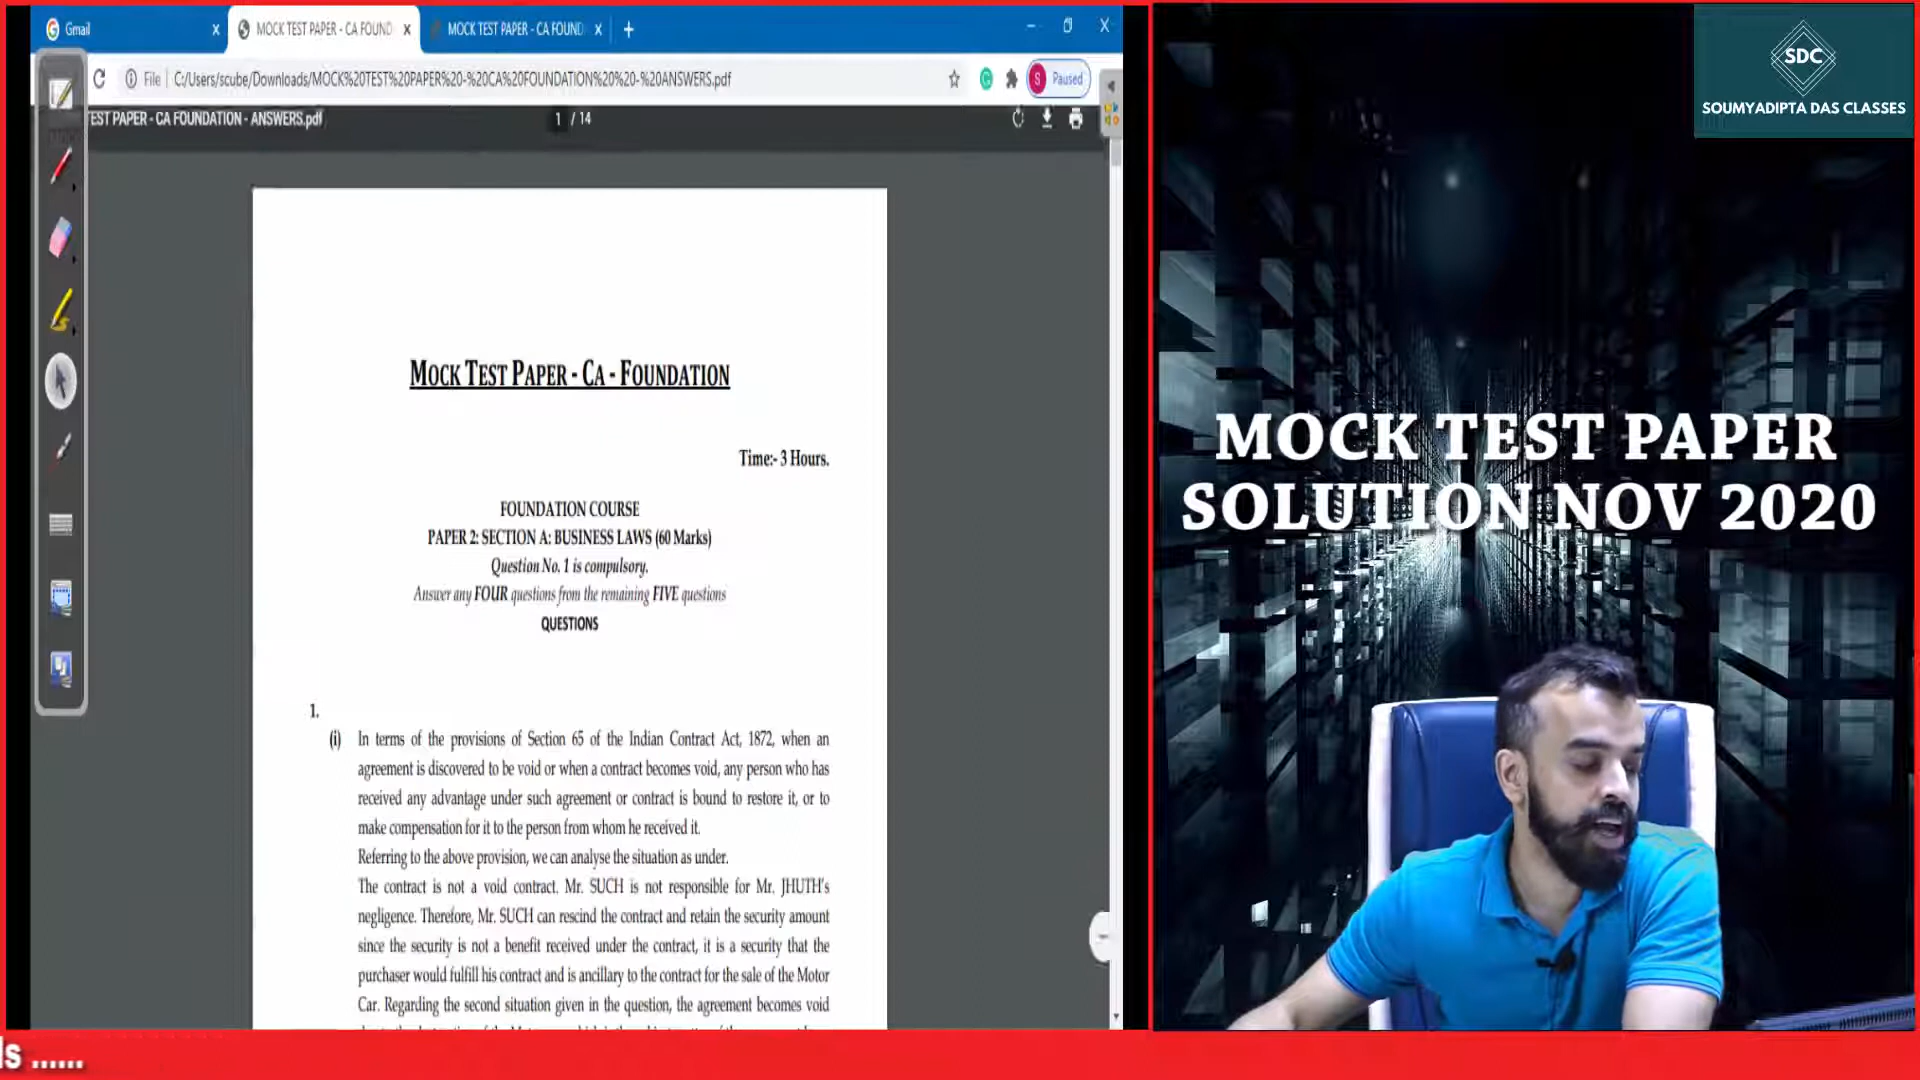 Gmail
MOCK TEST PAPER - CA FOUND
MOCK TEST PAPER - CA FOUND
File
C:/Users/scube/Downloads/MOCK%20TEST%20PAPER%20-%20CA%20FOUNDATION%20%20-%20ANSWERS.pdf
S Paused
EST PAPER - CA FOUNDATION - ANSWERS.pdf
1 / 14
MOCK TEST PAPER - CA - FOUNDATION
Time:- 3 Hours.
FOUNDATION COURSE
PAPER 2: SECTION A: BUSINESS LAWS (60 Marks)
Question No. 1 is compulsory.
Answer any FOUR questions from the remaining FIVE questions
QUESTIONS
1.
(i) In terms of the provisions of Section 65 of the Indian Contract Act, 1872, when an
agreement is discovered to be void or when a contract becomes void, any person who has
received any advantage under such agreement or contract is bound to restore it, or to
make compensation for it to the person from whom he received it.
Referring to the above provision, we can analyse the situation as under.
The contract is not a void contract. Mr. SUCH is not responsible for Mr. JHUTH's
negligence. Therefore, Mr. SUCH can rescind the contract and retain the security amount
since the security is not a benefit received under the contract, it is a security that the
purchaser would fulfill his contract and is ancillary to the contract for the sale of the Motor
Car. Regarding the second situation given in the question, the agreement becomes void
SDC
SOUMYADIPTA DAS CLASSES
MOCK TEST PAPER
SOLUTION NOV 2020
ls ......